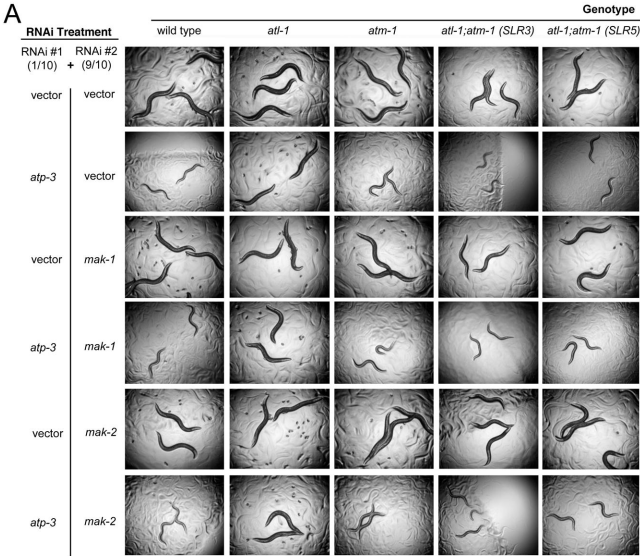 A
Genotype
RNAi Treatment
wild type atl-1 atm-1 atl-1;atm-1 (SLR3) atl-1;atm-1 (SLR5)
RNAi #1 RNAi #2
(1/10) + (9/10)
vector vector
atp-3 vector
vector mak-1
atp-3 mak-1
vector mak-2
atp-3 mak-2